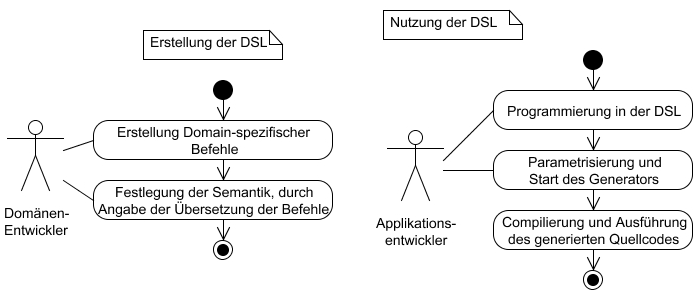 Erstellung der DSL
Erstellung Domain-spezifischer
Befehle
Festlegung der Semantik, durch
Angabe der Übersetzung der Befehle
Domänen-
Entwickler
Nutzung der DSL
Programmierung in der DSL
Parametrisierung und
Start des Generators
Compilierung und Ausführung
des generierten Quellcodes
Applikations-
entwickler